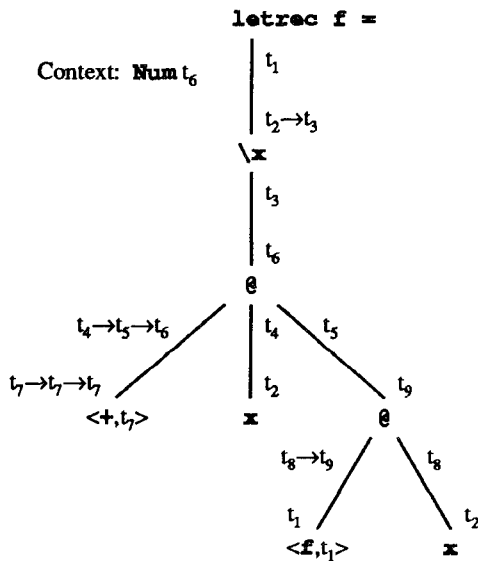 letrec f =
t₁
Context: Num t₆
t₂→t₃
\x
t₃
t₆
@
t₄→t₅→t₆
t₄
t₅
t₇→t₇→t₇
t₂
t₉
<+,t₇>
x
@
t₈→t₉
t₈
t₁
t₂
<f,t₁>
x